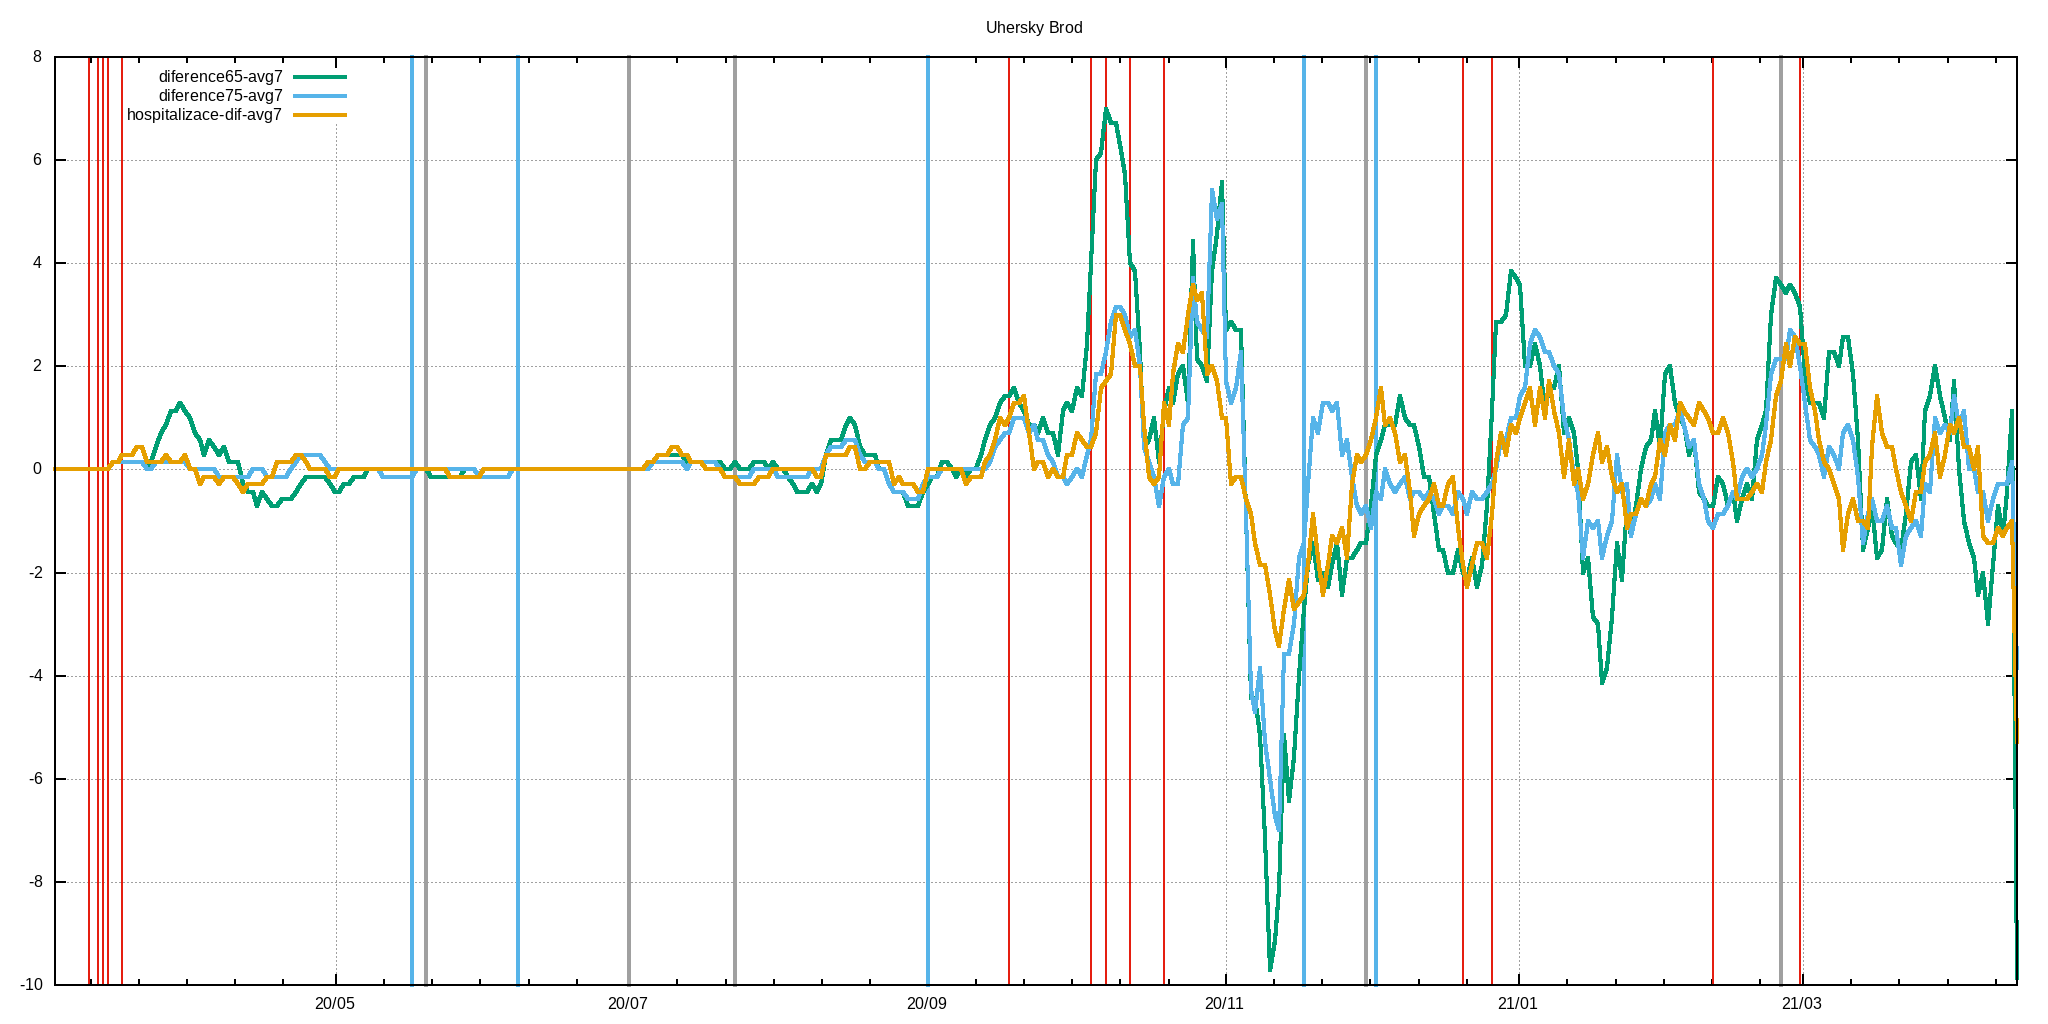 Uhersky Brod
diference65-avg7
diference75-avg7
hospitalizace-dif-avg7
8
6
4
2
0
-2
-4
-6
-8
-10
20/05 20/07 20/09 20/11 21/01 21/03